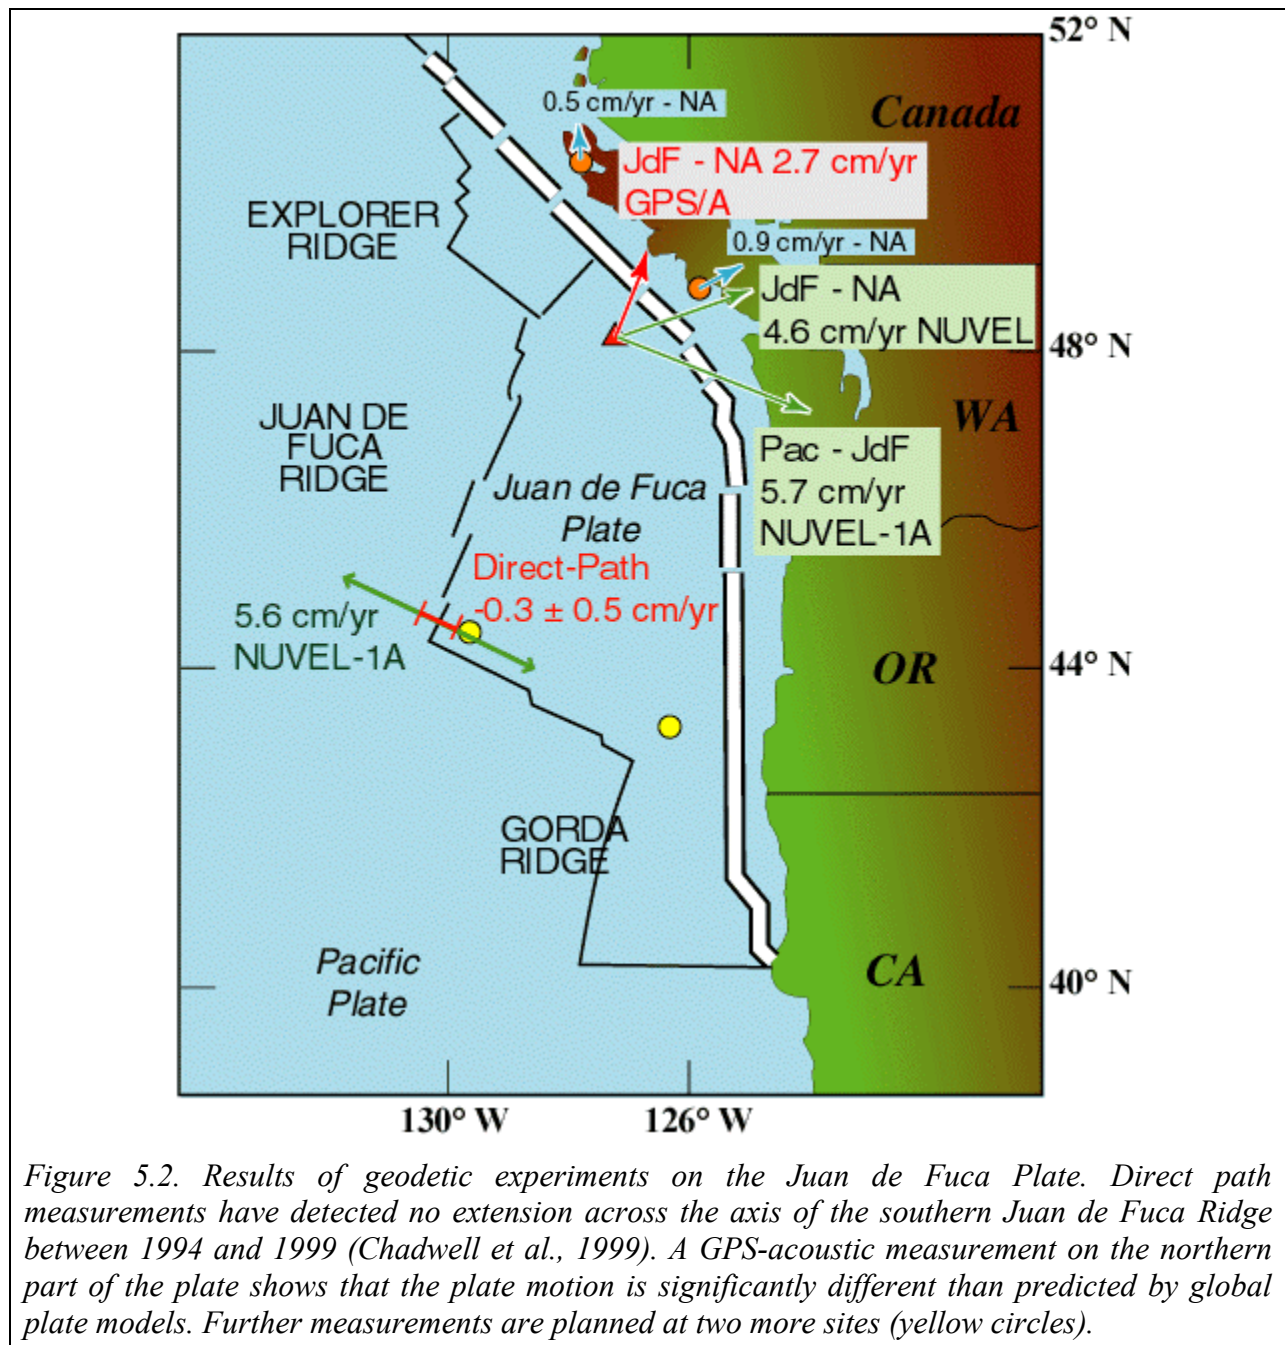 52° N
0.5 cm/yr - NA
Canada
JdF - NA 2.7 cm/yr
GPS/A
EXPLORER
RIDGE
0.9 cm/yr - NA
JdF - NA
4.6 cm/yr NUVEL
48° N
JUAN DE
FUCA
RIDGE
WA
Pac - JdF
5.7 cm/yr
NUVEL-1A
Juan de Fuca
Plate
Direct-Path
-0.3 ± 0.5 cm/yr
5.6 cm/yr
NUVEL-1A
OR
44° N
GORDA
RIDGE
Pacific
Plate
CA
40° N
130° W
126° W
Figure 5.2. Results of geodetic experiments on the Juan de Fuca Plate. Direct path
measurements have detected no extension across the axis of the southern Juan de Fuca Ridge
between 1994 and 1999 (Chadwell et al., 1999). A GPS-acoustic measurement on the northern
part of the plate shows that the plate motion is significantly different than predicted by global
plate models. Further measurements are planned at two more sites (yellow circles).